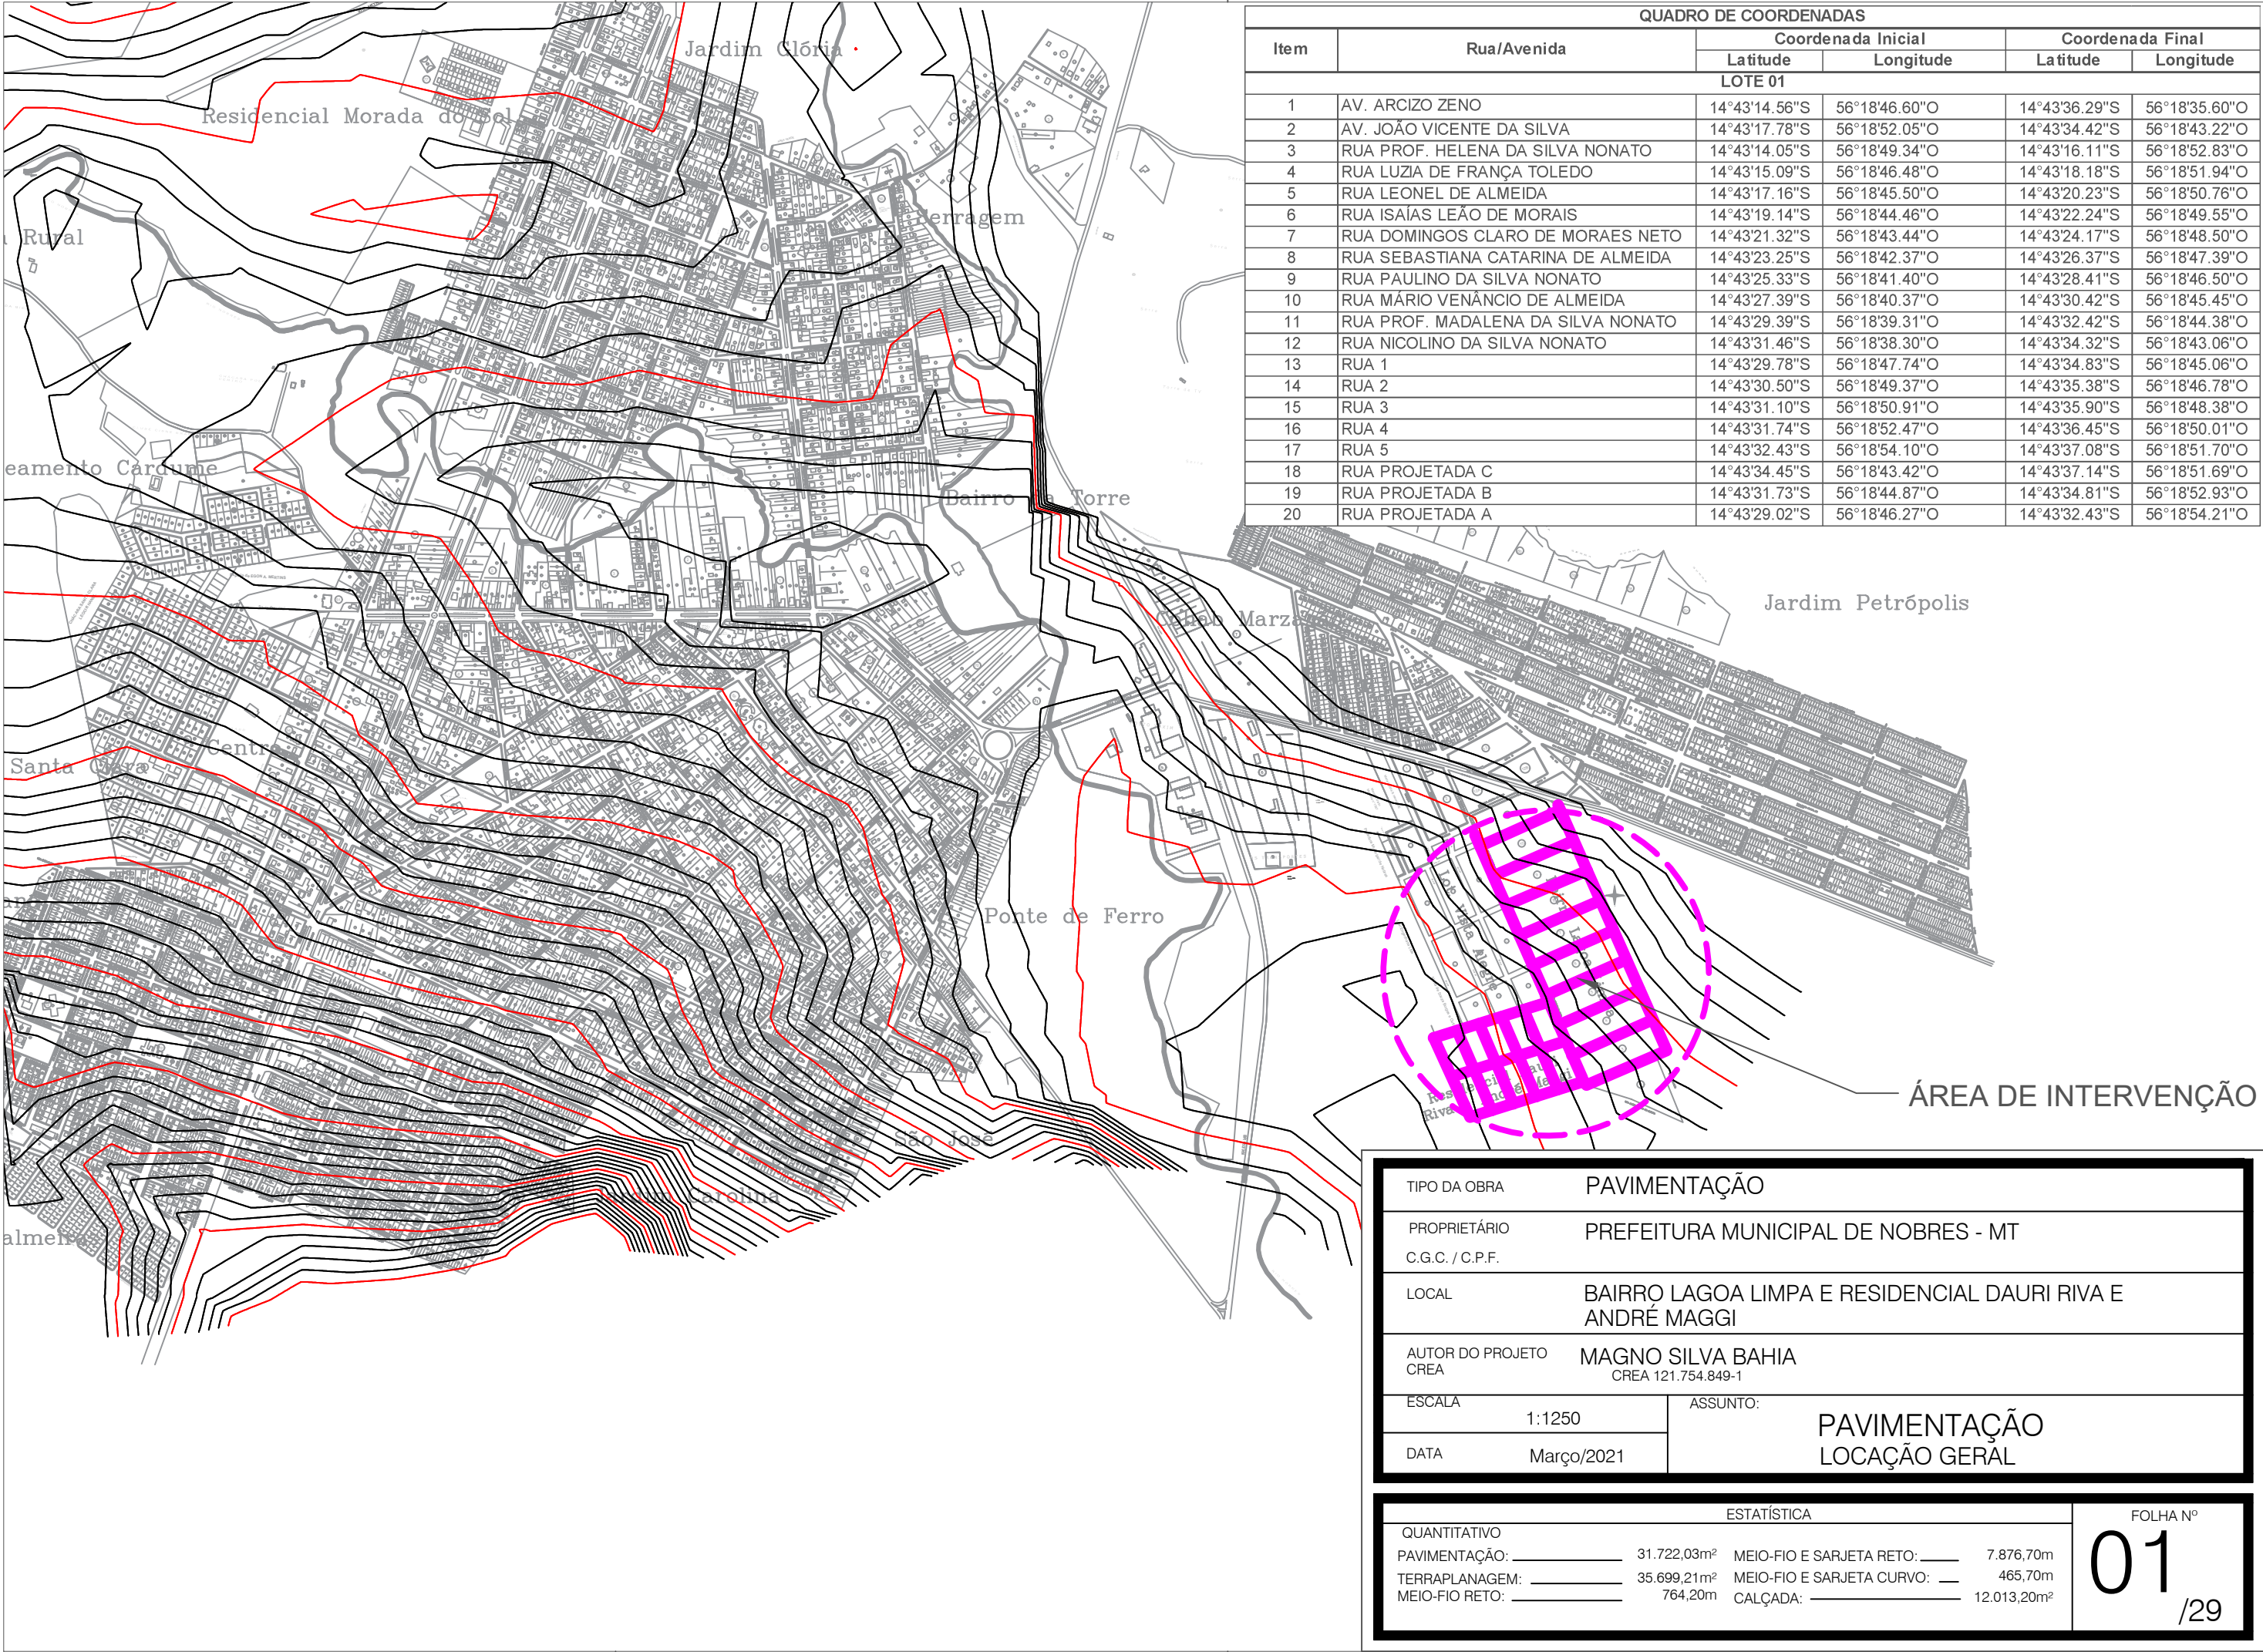 QUADRO DE COORDENADAS
Item Rua/Avenida Coordenada Inicial Coordenada Final
Latitude Longitude Latitude Longitude
LOTE 01
1 AV. ARCIZO ZENO 14°43'14.56"S 56°18'46.60"O 14°43'36.29"S 56°18'35.60"O
2 AV. JOÃO VICENTE DA SILVA 14°43'17.78"S 56°18'52.05"O 14°43'34.42"S 56°18'43.22"O
3 RUA PROF. HELENA DA SILVA NONATO 14°43'14.05"S 56°18'49.34"O 14°43'16.11"S 56°18'52.83"O
4 RUA LUZIA DE FRANÇA TOLEDO 14°43'15.09"S 56°18'46.48"O 14°43'18.18"S 56°18'51.94"O
5 RUA LEONEL DE ALMEIDA 14°43'17.16"S 56°18'45.50"O 14°43'20.23"S 56°18'50.76"O
6 RUA ISAÍAS LEÃO DE MORAIS 14°43'19.14"S 56°18'44.46"O 14°43'22.24"S 56°18'49.55"O
7 RUA DOMINGOS CLARO DE MORAES NETO 14°43'21.32"S 56°18'43.44"O 14°43'24.17"S 56°18'48.50"O
8 RUA SEBASTIANA CATARINA DE ALMEIDA 14°43'23.25"S 56°18'42.37"O 14°43'26.37"S 56°18'47.39"O
9 RUA PAULINO DA SILVA NONATO 14°43'25.33"S 56°18'41.40"O 14°43'28.41"S 56°18'46.50"O
10 RUA MÁRIO VENÂNCIO DE ALMEIDA 14°43'27.39"S 56°18'40.37"O 14°43'30.42"S 56°18'45.45"O
11 RUA PROF. MADALENA DA SILVA NONATO 14°43'29.39"S 56°18'39.31"O 14°43'32.42"S 56°18'44.38"O
12 RUA NICOLINO DA SILVA NONATO 14°43'31.46"S 56°18'38.30"O 14°43'34.32"S 56°18'43.06"O
13 RUA 1 14°43'29.78"S 56°18'47.74"O 14°43'34.83"S 56°18'45.06"O
14 RUA 2 14°43'30.50"S 56°18'49.37"O 14°43'35.38"S 56°18'46.78"O
15 RUA 3 14°43'31.10"S 56°18'50.91"O 14°43'35.90"S 56°18'48.38"O
16 RUA 4 14°43'31.74"S 56°18'52.47"O 14°43'36.45"S 56°18'50.01"O
17 RUA 5 14°43'32.43"S 56°18'54.10"O 14°43'37.08"S 56°18'51.70"O
18 RUA PROJETADA C 14°43'34.45"S 56°18'43.42"O 14°43'37.14"S 56°18'51.69"O
19 RUA PROJETADA B 14°43'31.73"S 56°18'44.87"O 14°43'34.81"S 56°18'52.93"O
20 RUA PROJETADA A 14°43'29.02"S 56°18'46.27"O 14°43'32.43"S 56°18'54.21"O
Jardim Glória
Residencial Morada do Sol
Serragem
Rural
eamento Cardume
Bairro da Torre
Jardim Petrópolis
Cohab
Centro
Santa Clara
Ponte de Ferro
Lot. Vista Alegre
São José
Carolina
ÁREA DE INTERVENÇÃO
TIPO DA OBRA PAVIMENTAÇÃO
PROPRIETÁRIO PREFEITURA MUNICIPAL DE NOBRES - MT
C.G.C. / C.P.F.
LOCAL BAIRRO LAGOA LIMPA E RESIDENCIAL DAURI RIVA E
ANDRÉ MAGGI
AUTOR DO PROJETO MAGNO SILVA BAHIA
CREA CREA 121.754.849-1
ESCALA 1:1250
DATA Março/2021
ASSUNTO:
PAVIMENTAÇÃO
LOCAÇÃO GERAL
ESTATÍSTICA
QUANTITATIVO
PAVIMENTAÇÃO: 31.722,03m² MEIO-FIO E SARJETA RETO: 7.876,70m
TERRAPLANAGEM: 35.699,21m² MEIO-FIO E SARJETA CURVO: 465,70m
MEIO-FIO RETO: 764,20m CALÇADA: 12.013,20m²
FOLHA Nº
01
/29